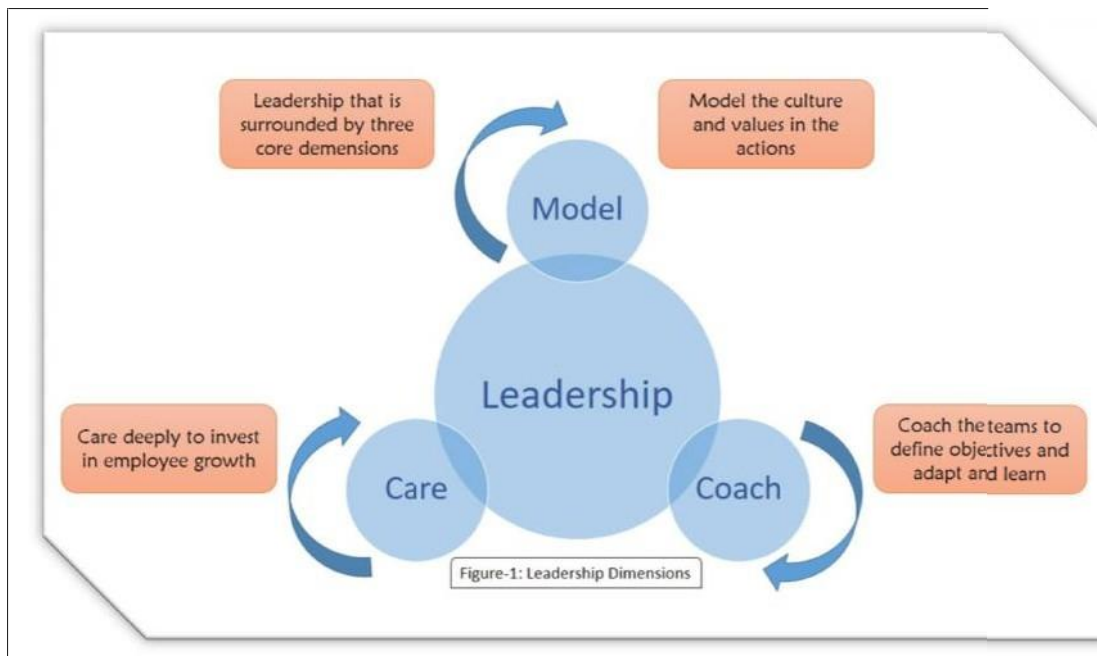 Leadership that is
surrounded by three
core demensions
Model the culture
and values in the
actions
Model
Leadership
Care deeply to invest
in employee growth
Care
Coach
Coach the teams to
define objectives and
adapt and learn
Figure-1: Leadership Dimensions